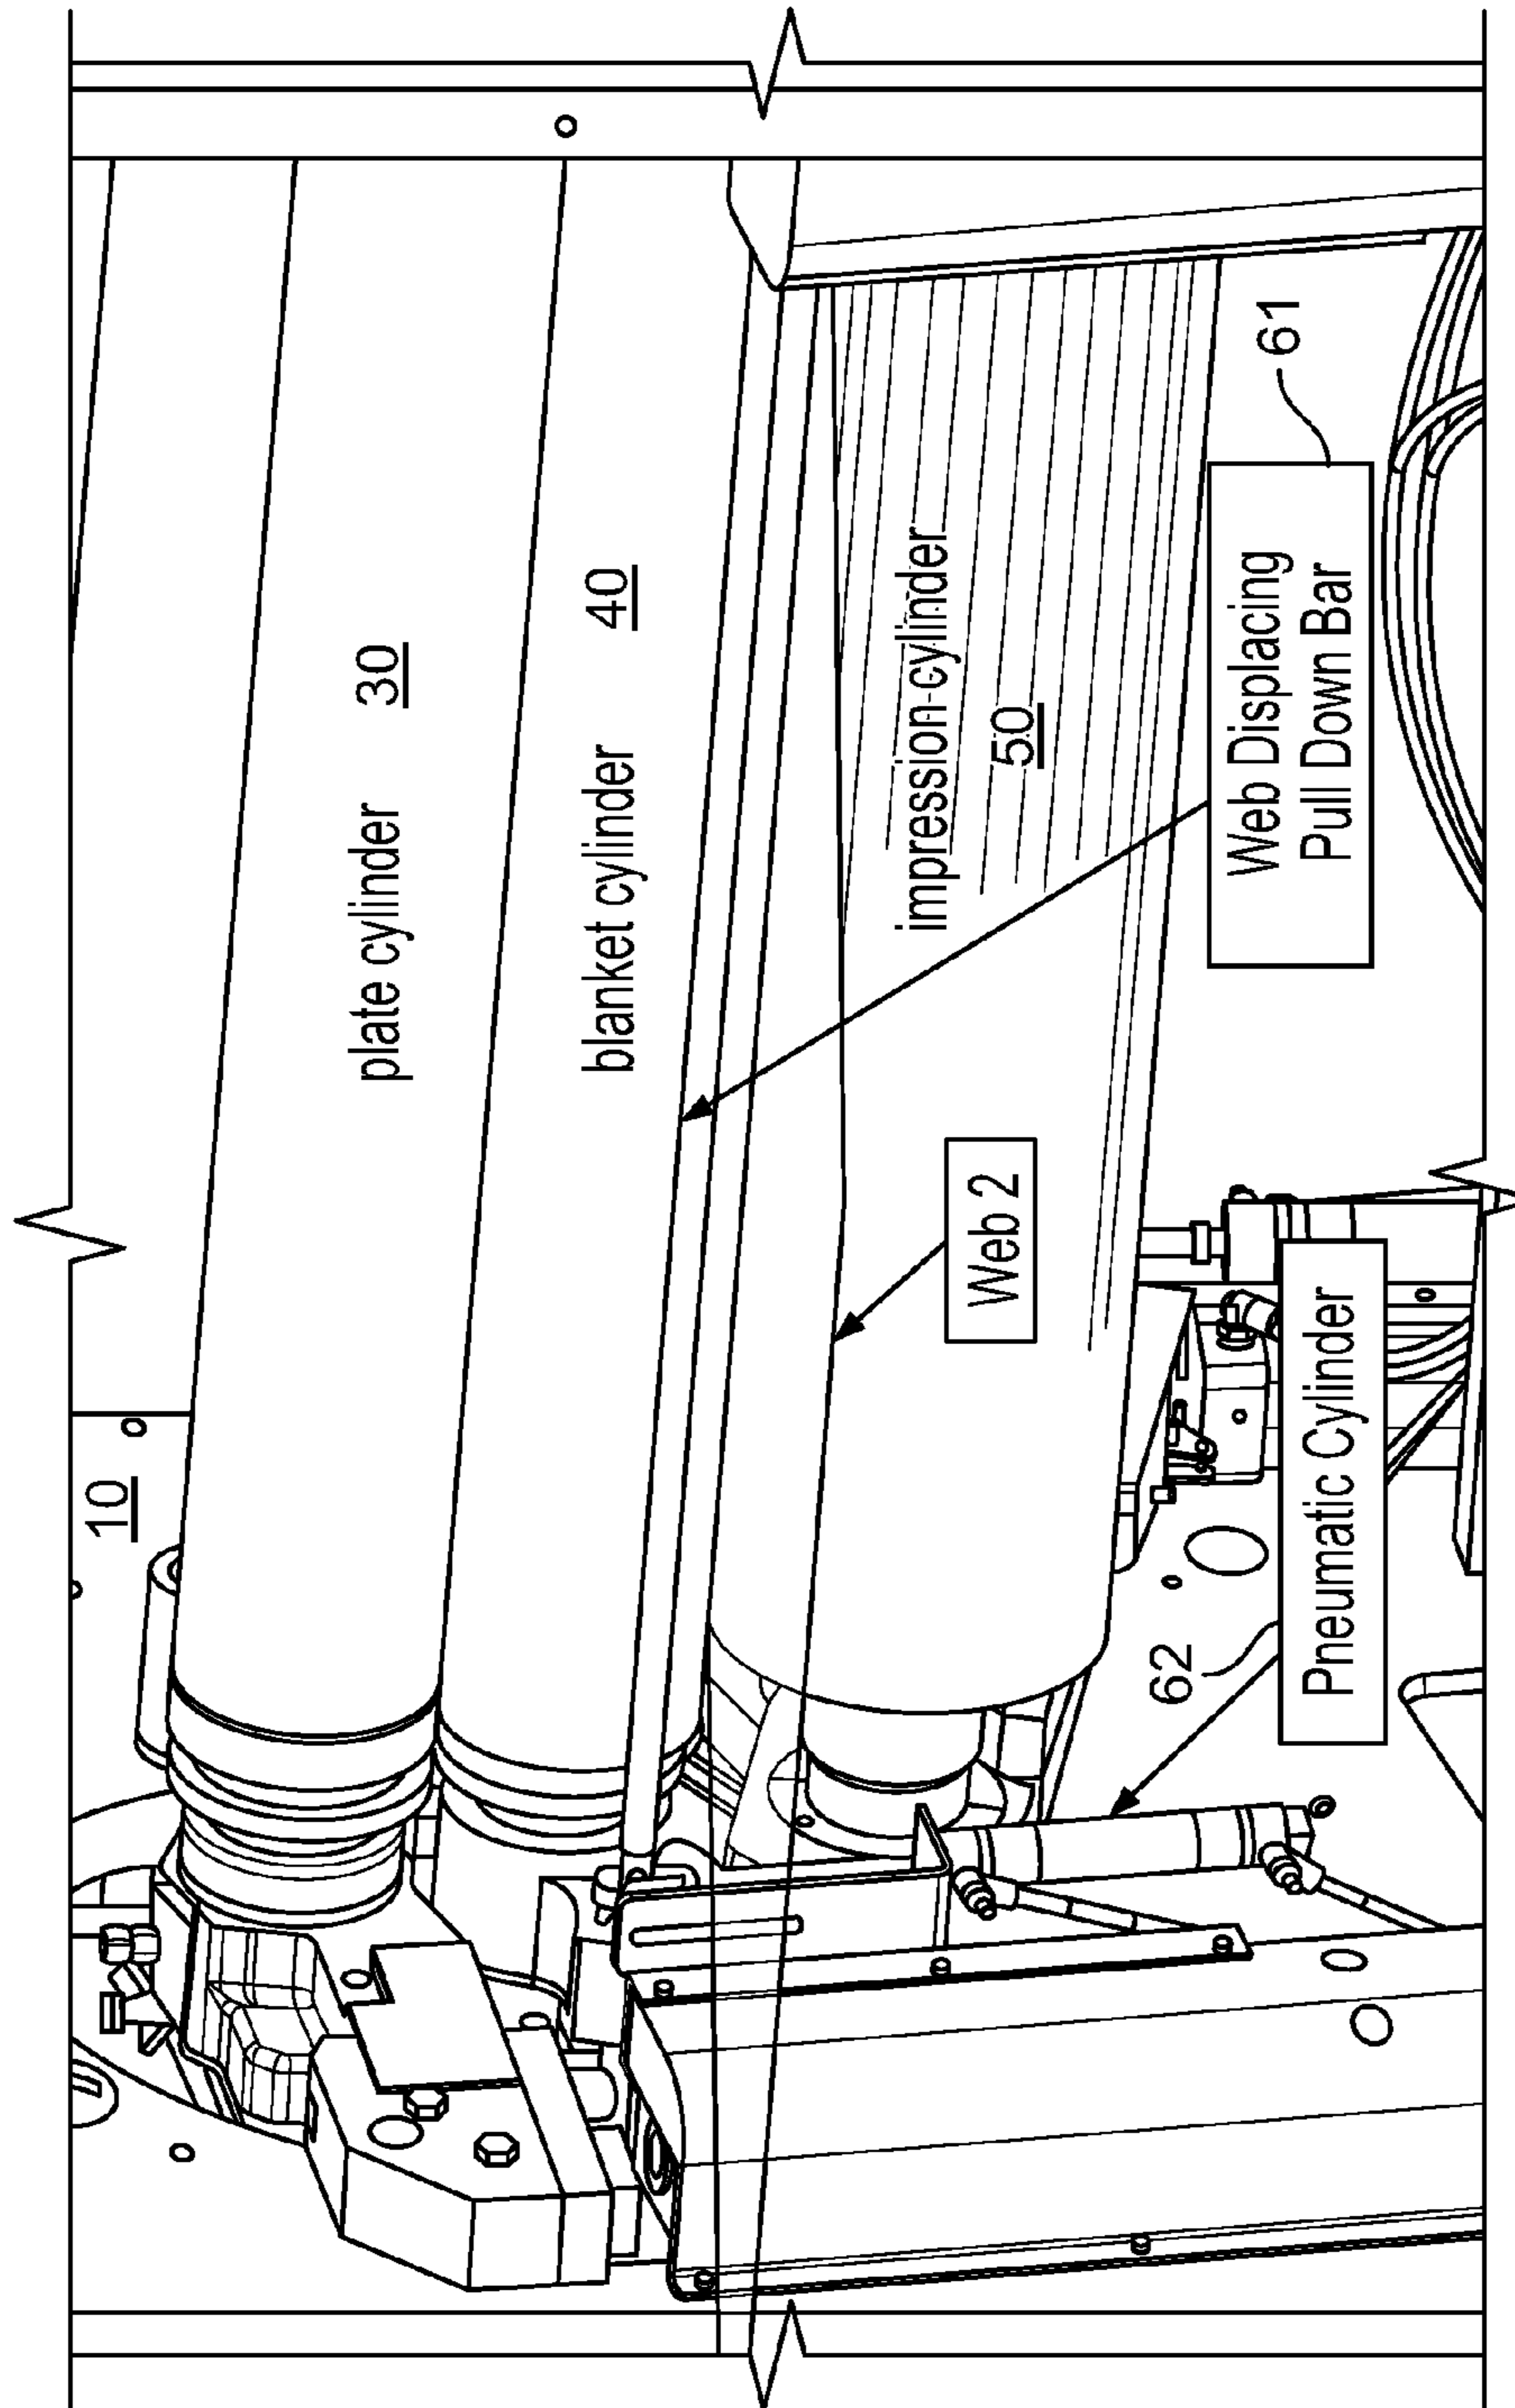 10
plate cylinder
30
blanket cylinder
40
impression cylinder
50
Web 2
62
Pneumatic Cylinder
61
Web Displacing
Pull Down Bar